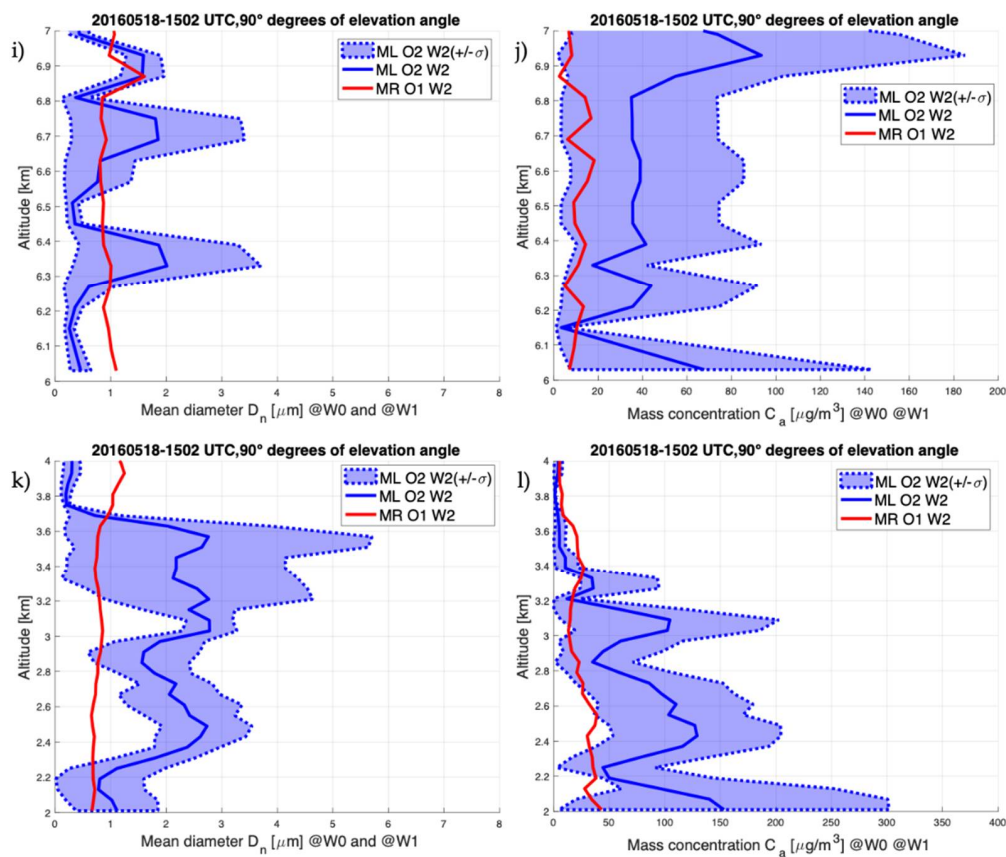 20160518-1502 UTC,90° degrees of elevation angle
i)
ML O2 W2(+/-σ)
ML O2 W2
MR O1 W2
Altitude [km]
7
6.9
6.8
6.7
6.6
6.5
6.4
6.3
6.2
6.1
6
0 1 2 3 4 5 6 7 8
Mean diameter D_n [μm] @W0 and @W1
20160518-1502 UTC,90° degrees of elevation angle
j)
ML O2 W2(+/-σ)
ML O2 W2
MR O1 W2
Altitude [km]
7
6.9
6.8
6.7
6.6
6.5
6.4
6.3
6.2
6.1
6
0 20 40 60 80 100 120 140 160 180 200
Mass concentration C_a [μg/m³] @W0 @W1
20160518-1502 UTC,90° degrees of elevation angle
k)
ML O2 W2(+/-σ)
ML O2 W2
MR O1 W2
Altitude [km]
4
3.8
3.6
3.4
3.2
3
2.8
2.6
2.4
2.2
2
0 1 2 3 4 5 6 7 8
Mean diameter D_n [μm] @W0 and @W1
20160518-1502 UTC,90° degrees of elevation angle
l)
ML O2 W2(+/-σ)
ML O2 W2
MR O1 W2
Altitude [km]
4
3.8
3.6
3.4
3.2
3
2.8
2.6
2.4
2.2
2
0 50 100 150 200 250 300 350 400
Mass concentration C_a [μg/m³] @W0 @W1